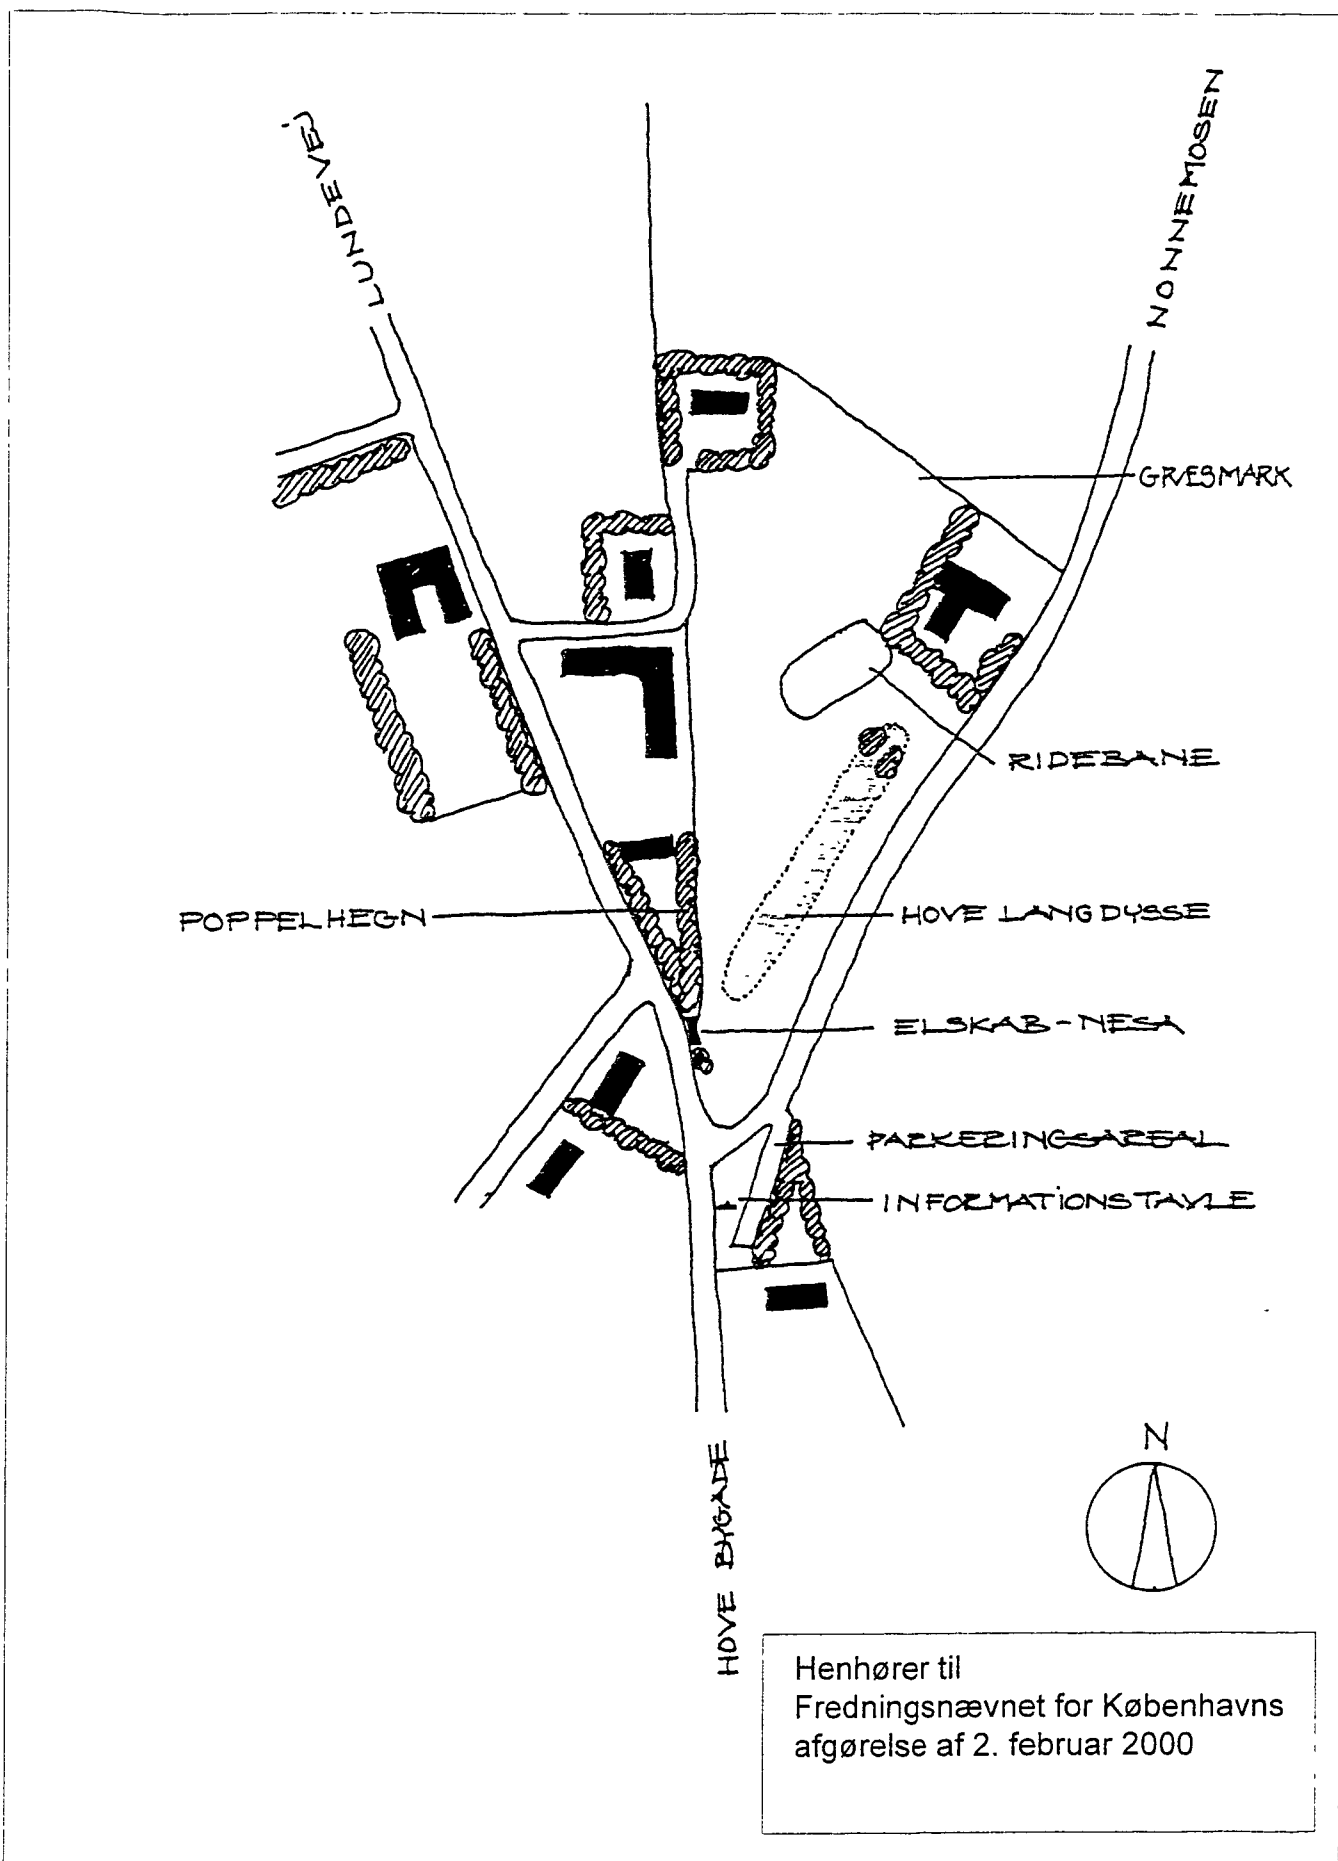 LUNDEVEJ
NONNEMOSEN
GRÆSMARK
RIDEBANE
POPPELHEGN
HOVE LANGDYSSE
ELSKAB-NESA
PARKERINGSAREAL
INFORMATIONSTAVLE
HOVE BYGADE
N
Henhører til
Fredningsnævnet for Københavns
afgørelse af 2. februar 2000